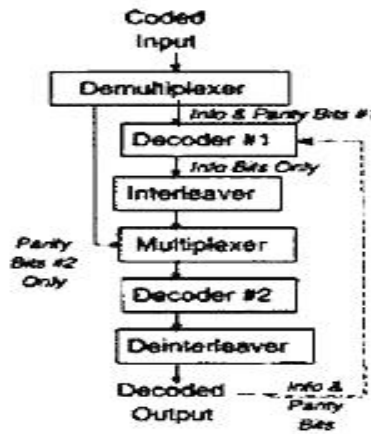 Coded
Input
Demultiplexer
Info & Parity Bits #1
Decoder #1
Info Bits Only
Interleaver
Parity
Bits #2
Only
Multiplexer
Decoder #2
Deinterleaver
Decoded
Output
Info &
Parity
Bits